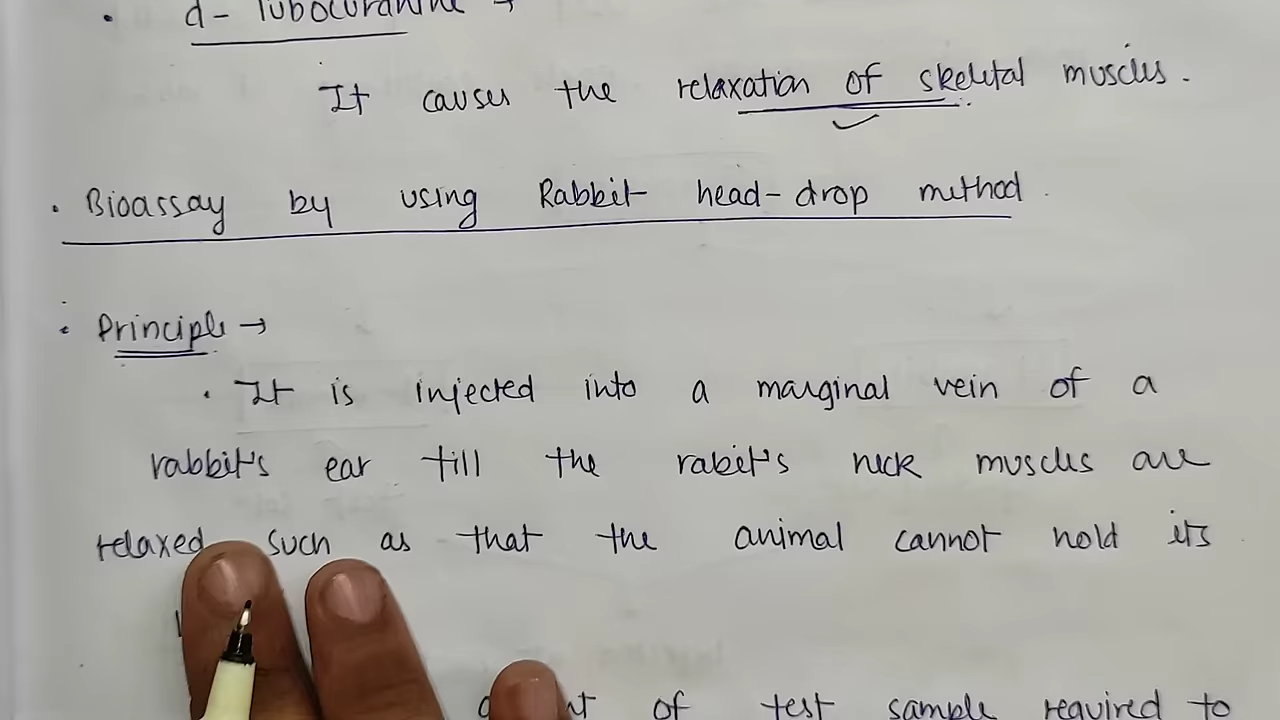 • d - Tubocuranine →
It causes the relaxation of skeletal muscles.
• Bioassay by using Rabbit head-drop method.
Principle →
• It is injected into a marginal vein of a
rabbit's ear till the rabit's neck muscles are
relaxed such as that the animal cannot hold its
of test sample required to